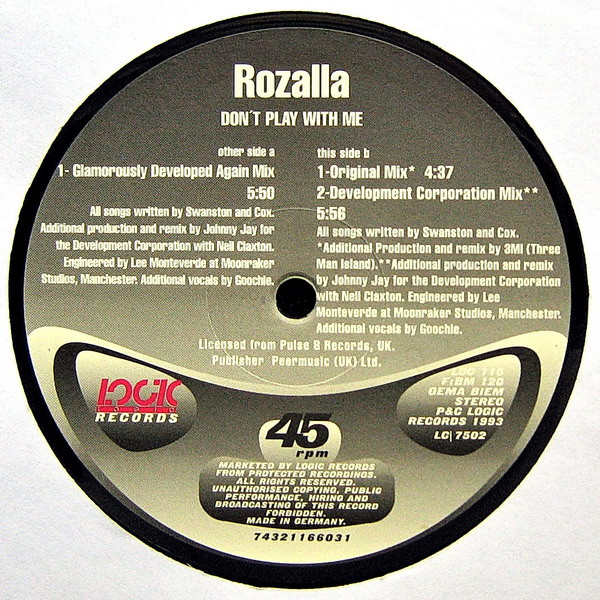 Rozalla
DON'T PLAY WITH ME
other side a
1- Glamorously Developed Again Mix
5:50
All songs written by Swanston and Cox.
Additional production and remix by Johnny Jay for
the Development Corporation with Neil Claxton.
Engineered by Lee Monteverde at Moonraker
Studios, Manchester. Additional vocals by Goochie.
this side b
1-Original Mix* 4:37
2-Development Corporation Mix**
5:56
All songs written by Swanston and Cox.
*Additional Production and remix by 3MI (Three
Man Island).**Additional production and remix
by Johnny Jay for the Development Corporation
with Neil Claxton. Engineered by Lee
Monteverde at Moonraker Studios, Manchester.
Additional vocals by Goochie.
Licensed from Pulse 8 Records, UK.
Publisher Peermusic (UK) Ltd.
LOGIC
LOGIC
RECORDS
45
rpm
LOC 116
F:BM 120
GEMA BIEM
STEREO
P&C LOGIC
RECORDS 1993
LC| 7502
MARKETED BY LOGIC RECORDS
FROM PROTECTED RECORDINGS.
ALL RIGHTS RESERVED.
UNAUTHORISED COPYING, PUBLIC
PERFORMANCE, HIRING AND
BROADCASTING OF THIS RECORD
FORBIDDEN.
MADE IN GERMANY.
74321166031